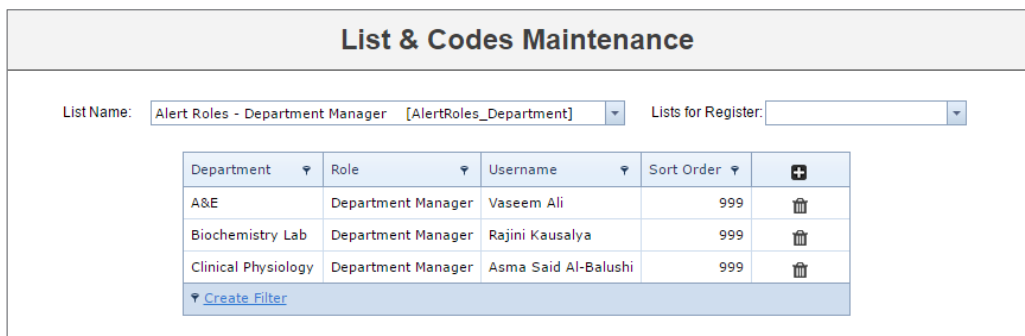 List & Codes Maintenance
List Name: Alert Roles - Department Manager [AlertRoles_Department] Lists for Register:
Department Role Username Sort Order
A&E Department Manager Vaseem Ali 999
Biochemistry Lab Department Manager Rajini Kausalya 999
Clinical Physiology Department Manager Asma Said Al-Balushi 999
Create Filter